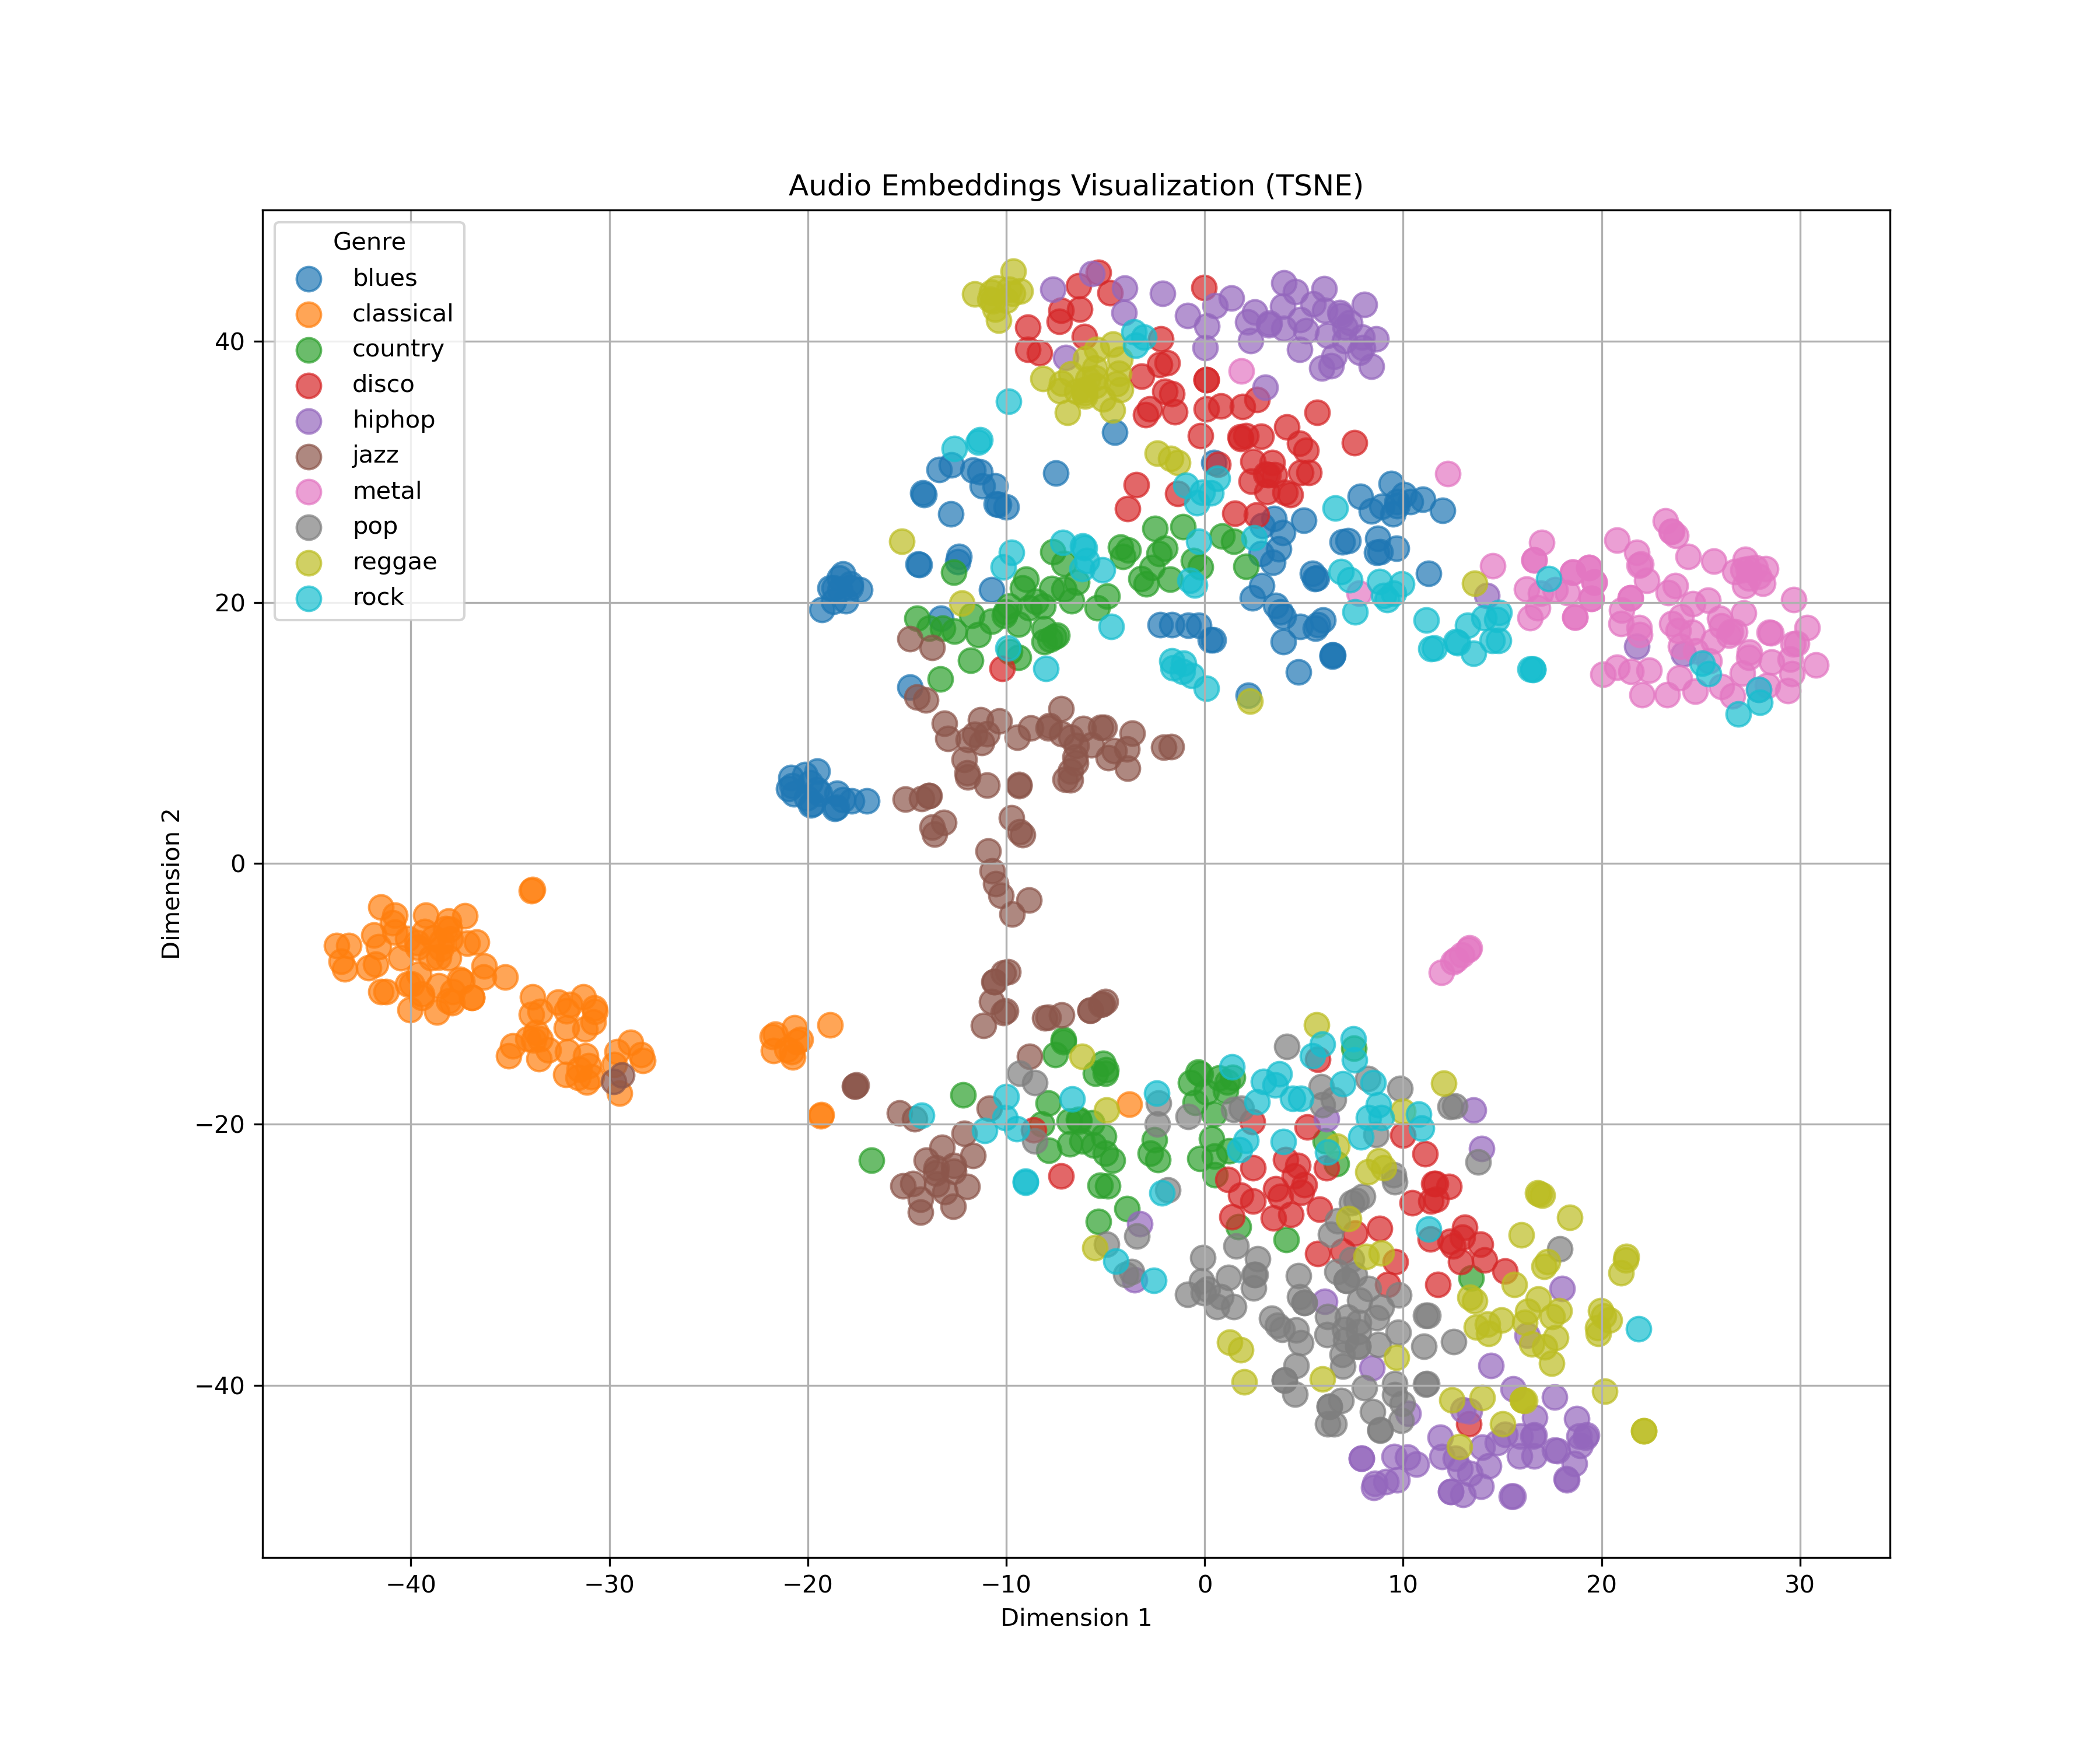 Audio Embeddings Visualization (TSNE)
Genre
blues
classical
country
disco
hiphop
jazz
metal
pop
reggae
rock
40
20
0
−20
−40
Dimension 2
−40 −30 −20 −10 0 10 20 30
Dimension 1